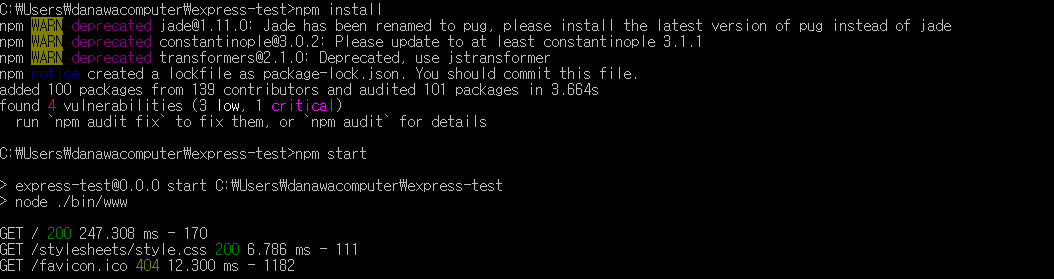 C:₩Users₩danawacomputer₩express-test>npm install
npm WARN deprecated jade@1.11.0: Jade has been renamed to pug, please install the latest version of pug instead of jade
npm WARN deprecated constantinople@3.0.2: Please update to at least constantinople 3.1.1
npm WARN deprecated transformers@2.1.0: Deprecated, use jstransformer
npm notice created a lockfile as package-lock.json. You should commit this file.
added 100 packages from 139 contributors and audited 101 packages in 3.664s
found 4 vulnerabilities (3 low, 1 critical)
  run `npm audit fix` to fix them, or `npm audit` for details
C:₩Users₩danawacomputer₩express-test>npm start
> express-test@0.0.0 start C:₩Users₩danawacomputer₩express-test
> node ./bin/www
GET / 200 247.308 ms - 170
GET /stylesheets/style.css 200 6.786 ms - 111
GET /favicon.ico 404 12.300 ms - 1182